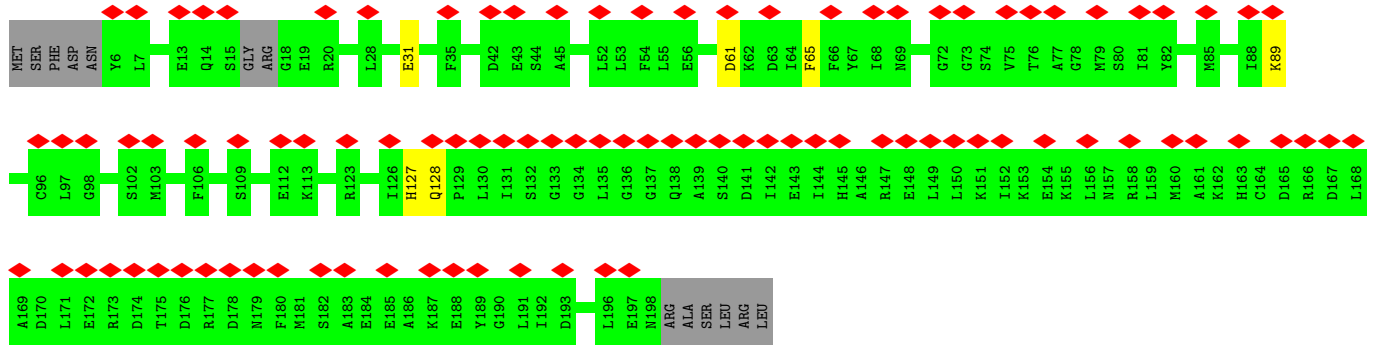 MET SER PHE ASP ASN Y6 L7 E13 Q14 S15 GLY ARG G18 E19 R20 L28 E31 F35 D42 E43 S44 A45 L52 L53 F54 L55 E56 D61 K62 D63 I64 F65 F66 Y67 I68 N69 G72 G73 S74 V75 T76 A77 G78 M79 S80 I81 Y82 M85 I88 K89
C96 L97 G98 S102 M103 F106 S109 E112 K113 R123 I126 H127 Q128 P129 L130 I131 S132 G133 G134 L135 G136 G137 Q138 A139 S140 D141 I142 E143 I144 H145 A146 R147 E148 L149 L150 K151 I152 K153 E154 K155 L156 N157 R158 L159 M160 A161 K162 H163 C164 D165 R166 D167 L168
A169 D170 L171 E172 R173 D174 T175 D176 R177 D178 N179 F180 M181 S182 A183 E184 E185 A186 K187 E188 Y189 G190 L191 I192 D193 L196 E197 N198 ARG ALA SER LEU ARG LEU